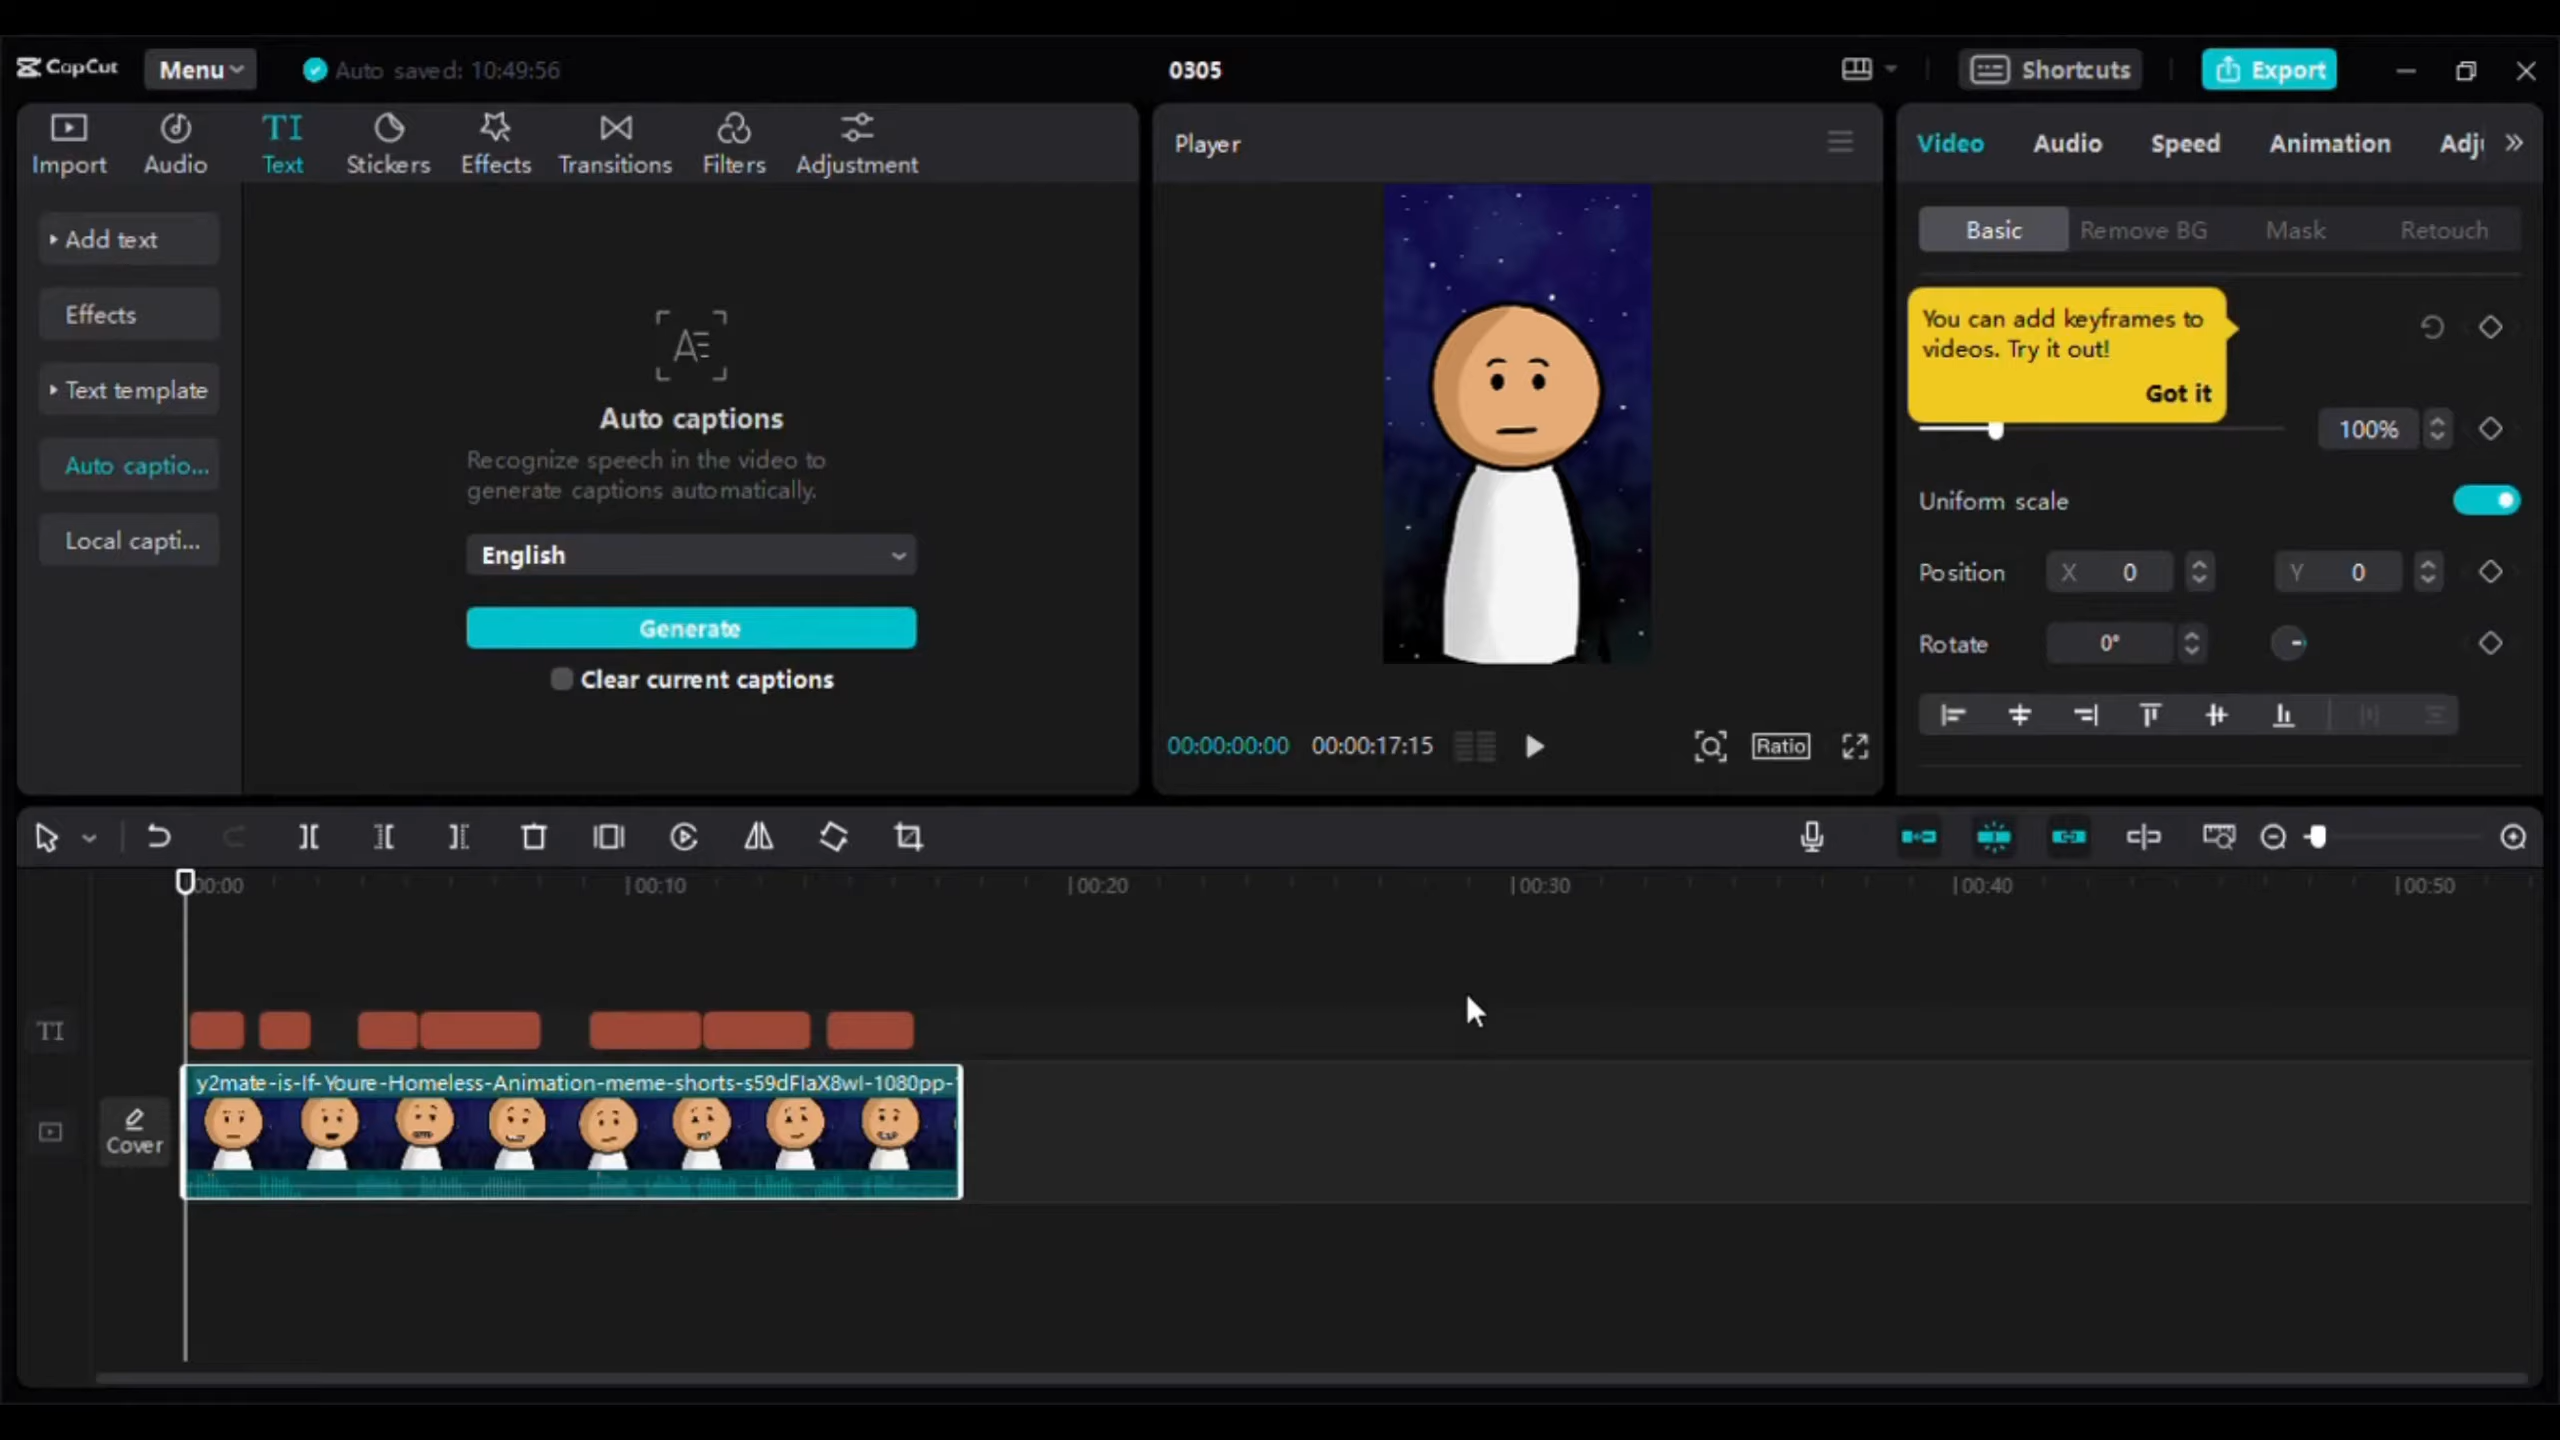 CapCut
Menu
Auto saved: 10:49:56
0305
Shortcuts
Export
Import
Audio
TI
Text
Stickers
Effects
Transitions
Filters
Adjustment
Add text
Effects
Text template
Auto captio...
Local capti...
Auto captions
Recognize speech in the video to
generate captions automatically.
English
Generate
Clear current captions
Player
00:00:00:00
00:00:17:15
Ratio
Video
Audio
Speed
Animation
Basic
Remove BG
Mask
Retouch
You can add keyframes to
videos. Try it out!
Got it
100%
Uniform scale
Position
X
0
Y
0
Rotate
0°
00:00
00:10
00:20
00:30
00:40
00:50
TI
Cover
y2mate-is-If-Youre-Homeless-Animation-meme-shorts-s59dFIaX8wI-1080pp-